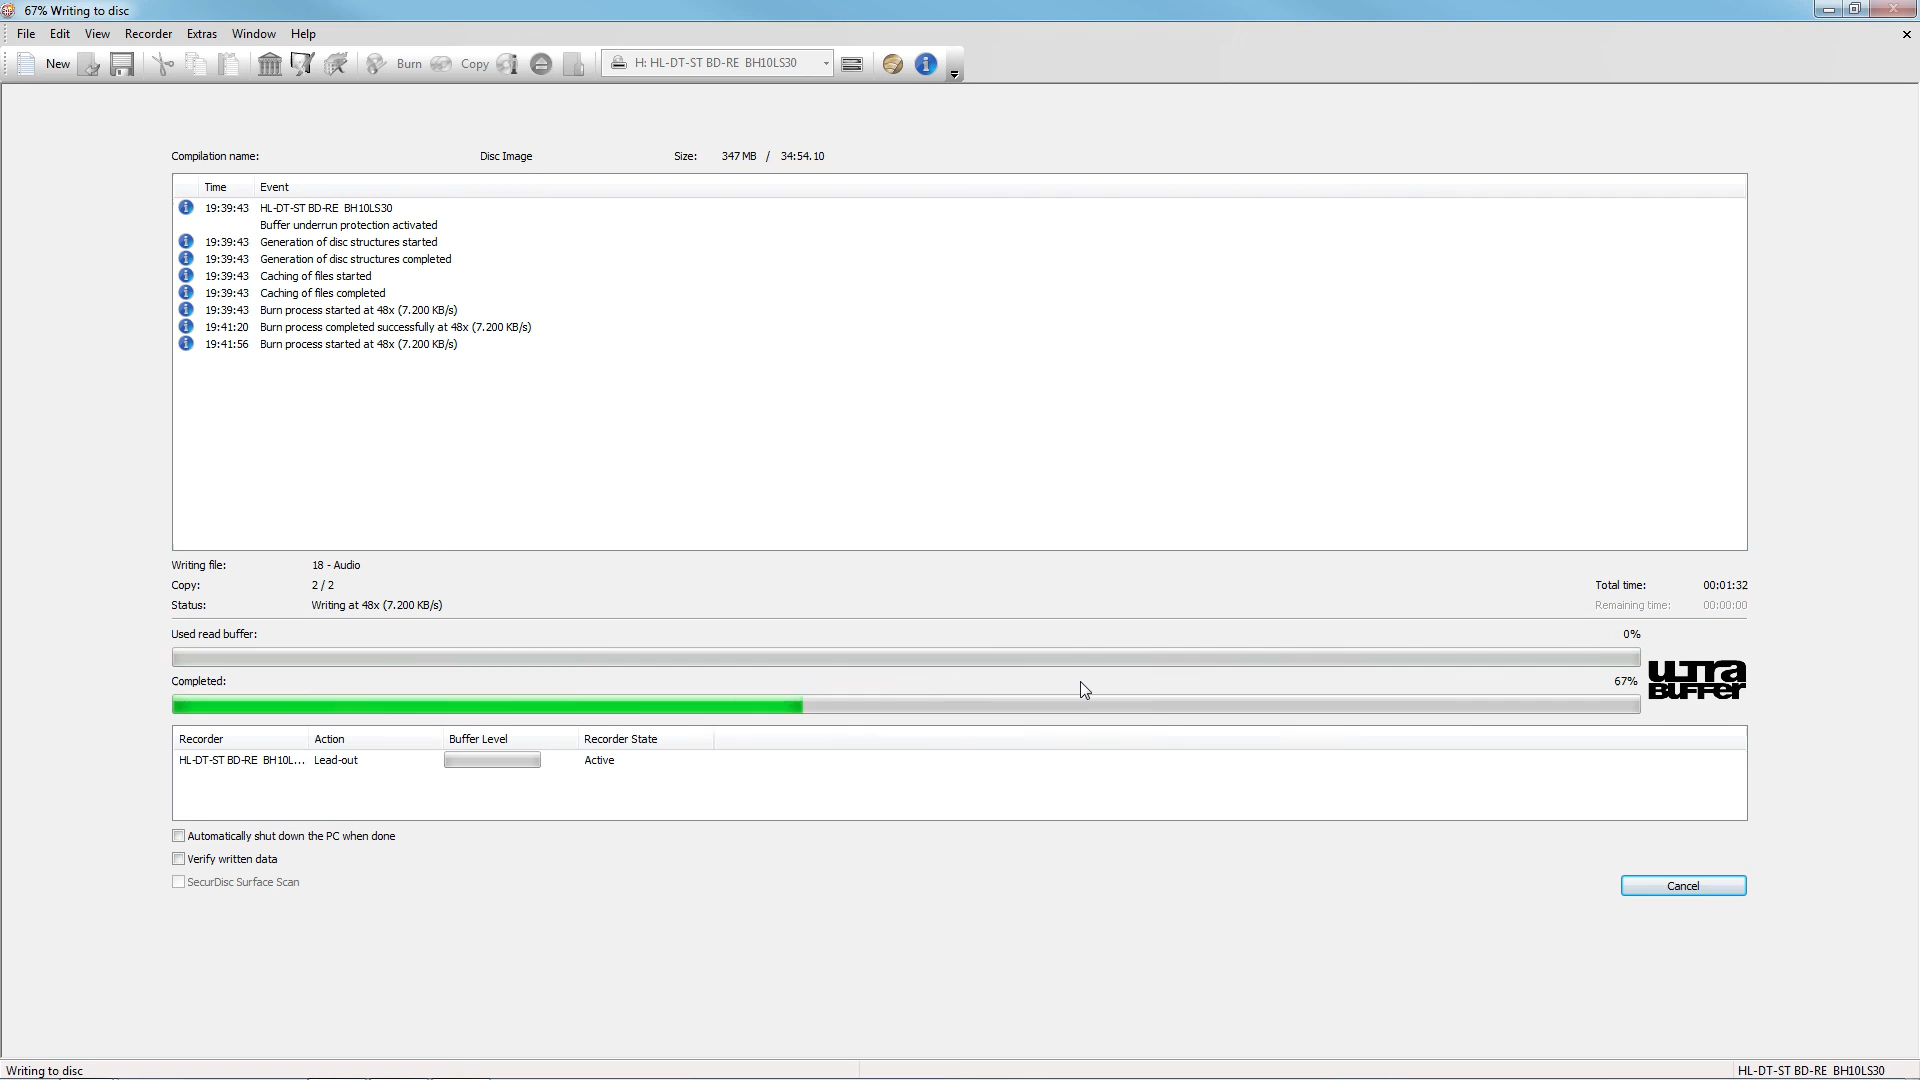 67% Writing to disc
File Edit View Recorder Extras Window Help
New Burn Copy H: HL-DT-ST BD-RE BH10LS30
Compilation name: Disc Image Size: 347 MB / 34:54.10
Time Event
19:39:43 HL-DT-ST BD-RE BH10LS30
Buffer underrun protection activated
19:39:43 Generation of disc structures started
19:39:43 Generation of disc structures completed
19:39:43 Caching of files started
19:39:43 Caching of files completed
19:39:43 Burn process started at 48x (7.200 KB/s)
19:41:20 Burn process completed successfully at 48x (7.200 KB/s)
19:41:56 Burn process started at 48x (7.200 KB/s)
Writing file: 18 - Audio
Copy: 2 / 2 Total time: 00:01:32
Status: Writing at 48x (7.200 KB/s) Remaining time: 00:00:00
Used read buffer: 0%
Completed: 67%
ULTRA
BUFFER
Recorder Action Buffer Level Recorder State
HL-DT-ST BD-RE BH10L... Lead-out Active
Automatically shut down the PC when done
Verify written data
SecurDisc Surface Scan
Cancel
Writing to disc HL-DT-ST BD-RE BH10LS30